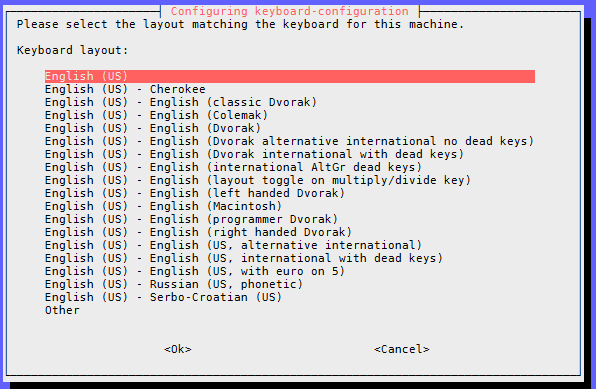 Configuring keyboard-configuration
Please select the layout matching the keyboard for this machine.
Keyboard layout:
English (US)
English (US) - Cherokee
English (US) - English (classic Dvorak)
English (US) - English (Colemak)
English (US) - English (Dvorak)
English (US) - English (Dvorak alternative international no dead keys)
English (US) - English (Dvorak international with dead keys)
English (US) - English (international AltGr dead keys)
English (US) - English (layout toggle on multiply/divide key)
English (US) - English (left handed Dvorak)
English (US) - English (Macintosh)
English (US) - English (programmer Dvorak)
English (US) - English (right handed Dvorak)
English (US) - English (US, alternative international)
English (US) - English (US, international with dead keys)
English (US) - English (US, with euro on 5)
English (US) - Russian (US, phonetic)
English (US) - Serbo-Croatian (US)
Other
<Ok> <Cancel>